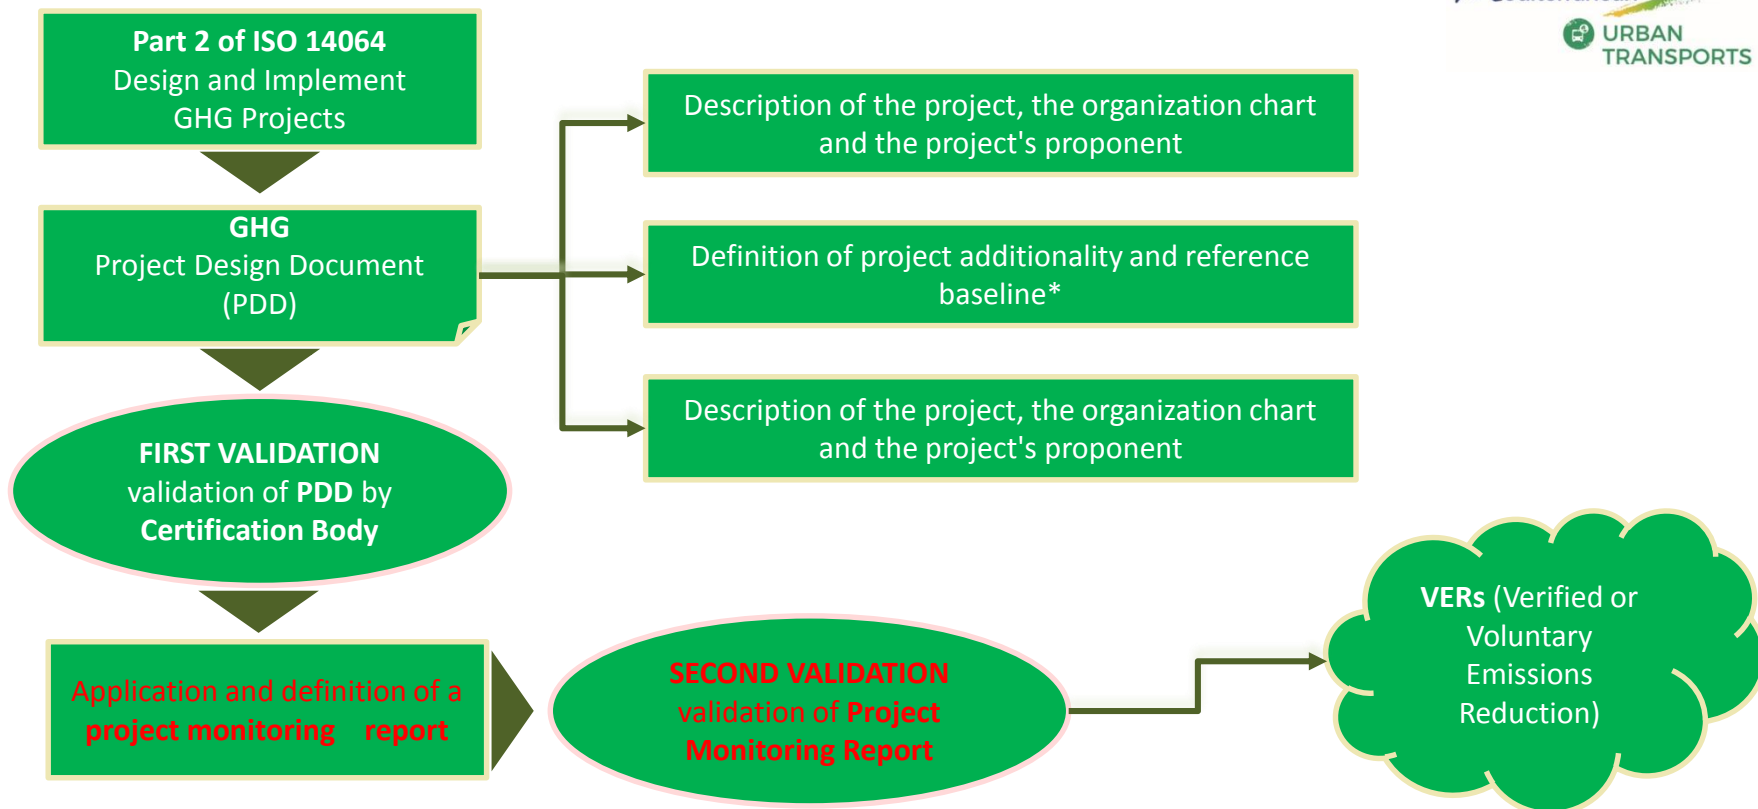 URBAN
TRANSPORTS
Part 2 of ISO 14064
Design and Implement
GHG Projects
Description of the project, the organization chart
and the project's proponent
GHG
Project Design Document
(PDD)
Definition of project additionality and reference
baseline*
Description of the project, the organization chart
and the project's proponent
FIRST VALIDATION
validation of PDD by
Certification Body
Application and definition of a
project monitoring report
SECOND VALIDATION
validation of Project
Monitoring Report
VERs (Verified or
Voluntary
Emissions
Reduction)